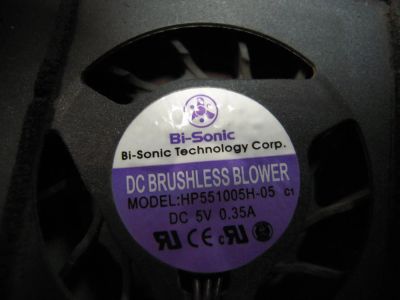 Bi-Sonic
Bi-Sonic Technology Corp.
DC BRUSHLESS BLOWER
MODEL:HP551005H-05 C1
DC 5V 0.35A